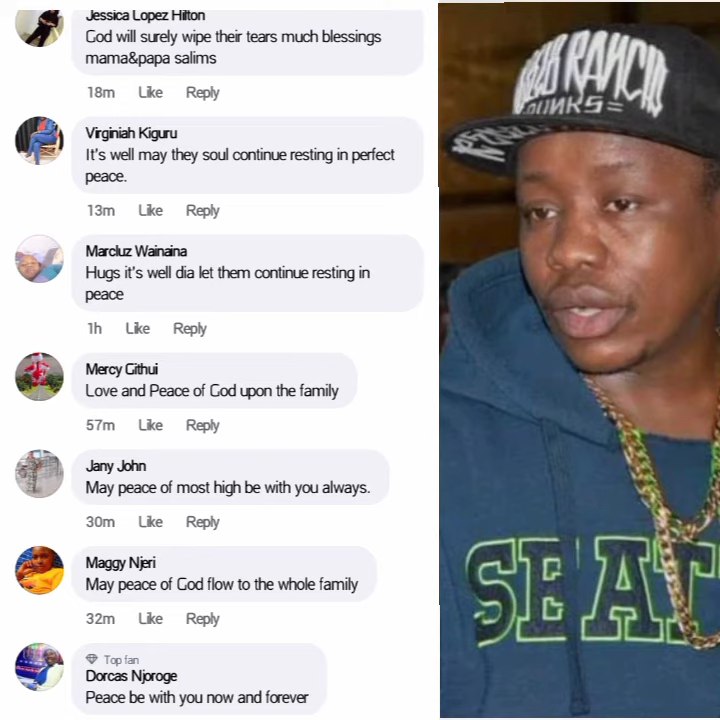 Jessica Lopez Hilton
God will surely wipe their tears much blessings
mama&papa salims
18m Like Reply
Virginiah Kiguru
It's well may they soul continue resting in perfect
peace.
13m Like Reply
Marcluz Wainaina
Hugs it's well dia let them continue resting in
peace
1h Like Reply
Mercy Githui
Love and Peace of God upon the family
57m Like Reply
Jany John
May peace of most high be with you always.
30m Like Reply
Maggy Njeri
May peace of God flow to the whole family
32m Like Reply
Top fan
Dorcas Njoroge
Peace be with you now and forever
RANCID
PUNKS=
SEAT